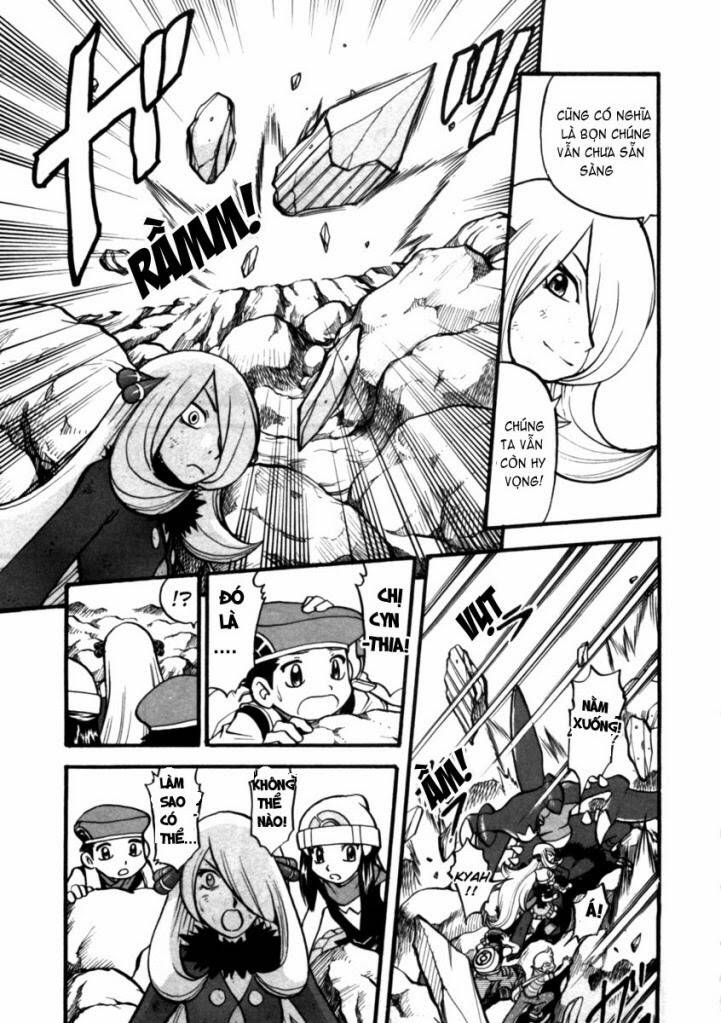 CŨNG CÓ NGHĨA
LÀ BỌN CHÚNG
VẪN CHƯA SẴN
SÀNG
CHÚNG
TA VẪN
CÒN HY
VỌNG!
RẦMM!
VỤT
NẰM
XUỐNG!
ẦM!
KYAH
!!
Á!
CHỊ
CYN
-THIA!
ĐÓ
LÀ
....
!?
KHÔNG
THỂ
NÀO!
LÀM
SAO CÓ
THỂ...